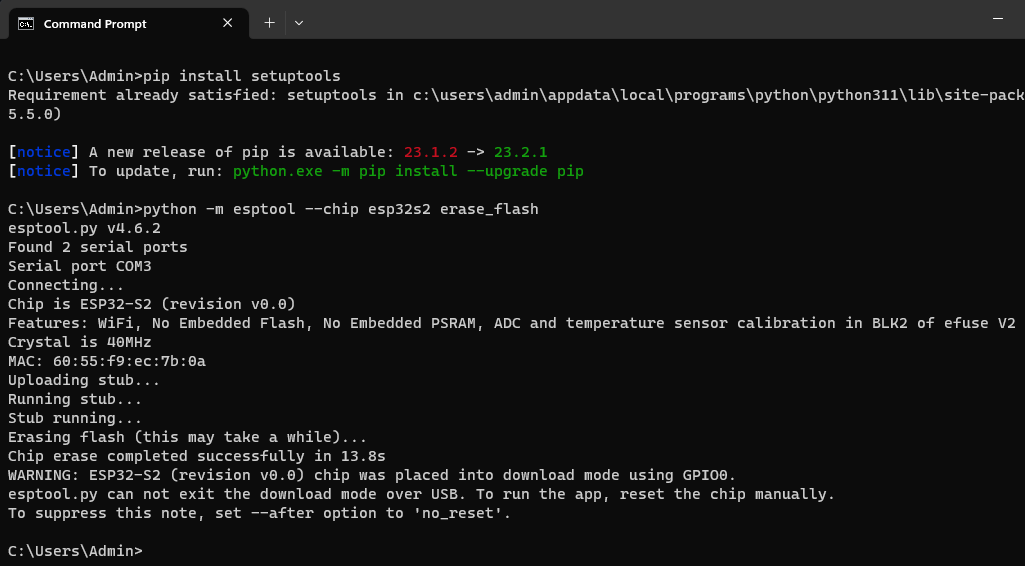 Command Prompt
C:\Users\Admin>pip install setuptools
Requirement already satisfied: setuptools in c:\users\admin\appdata\local\programs\python\python311\lib\site-pack
5.5.0)
[notice] A new release of pip is available: 23.1.2 -> 23.2.1
[notice] To update, run: python.exe -m pip install --upgrade pip
C:\Users\Admin>python -m esptool --chip esp32s2 erase_flash
esptool.py v4.6.2
Found 2 serial ports
Serial port COM3
Connecting...
Chip is ESP32-S2 (revision v0.0)
Features: WiFi, No Embedded Flash, No Embedded PSRAM, ADC and temperature sensor calibration in BLK2 of efuse V2
Crystal is 40MHz
MAC: 60:55:f9:ec:7b:0a
Uploading stub...
Running stub...
Stub running...
Erasing flash (this may take a while)...
Chip erase completed successfully in 13.8s
WARNING: ESP32-S2 (revision v0.0) chip was placed into download mode using GPIO0.
esptool.py can not exit the download mode over USB. To run the app, reset the chip manually.
To suppress this note, set --after option to 'no_reset'.
C:\Users\Admin>